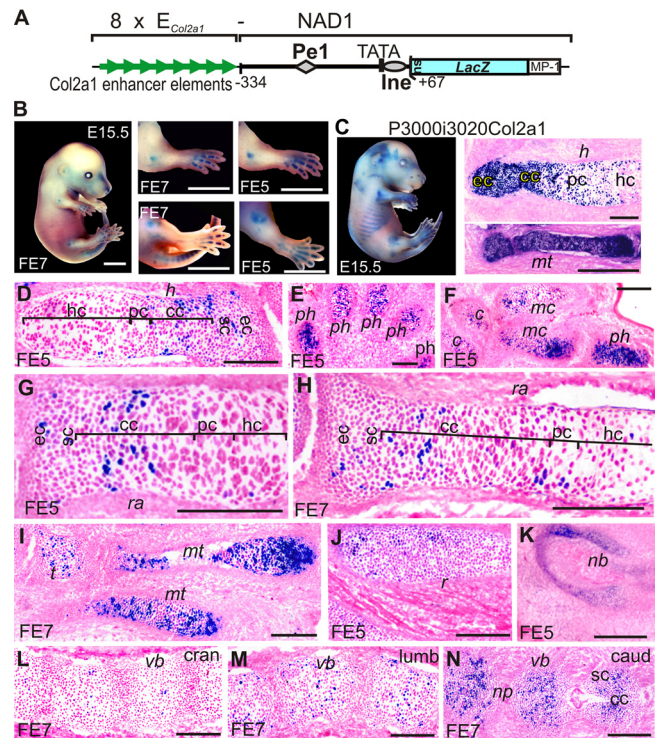 A
8 x E Col2a1 - NAD1
Pe1 TATA
Ine LacZ MP-1
Col2a1 enhancer elements -334 +67
B
E15.5
FE7
FE7
FE5
FE7
FE5
C
P3000i3020Col2a1
E15.5
h
ec cc pc hc
mt
D
h
hc pc cc sc ec
FE5
E
ph ph ph ph ph
FE5
F
mc
c
mc
c
ph
FE5
G
ec sc cc pc hc
ra
FE5
H
ra
ec sc cc pc hc
FE7
I
mt
t
mt
FE7
J
r
FE5
K
nb
FE5
L
vb cran
FE7
M
vb lumb
FE7
N
vb caud
sc
np cc
FE7